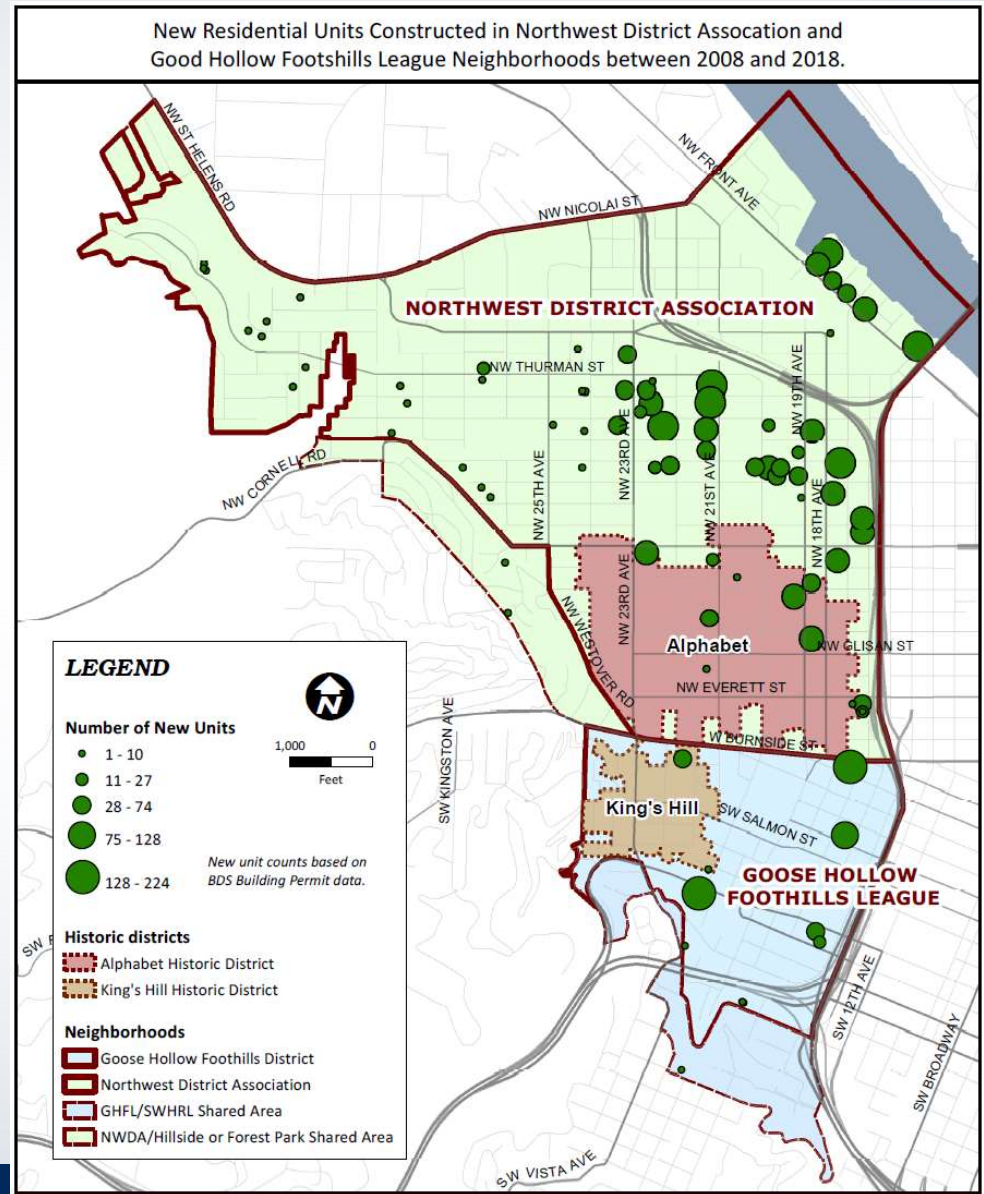 New Residential Units Constructed in Northwest District Assocation and
Good Hollow Footshills League Neighborhoods between 2008 and 2018.
NW ST HELENS RD
NW FRONT AVE
NW NICOLAI ST
NORTHWEST DISTRICT ASSOCIATION
NW THURMAN ST
NW 19TH AVE
NW 23RD AVE
NW 25TH AVE
NW 21ST AVE
NW CORNELL RD
NW 18TH AVE
NW 23RD AVE
NW WESTOVER RD
Alphabet
NW GLISAN ST
NW EVERETT ST
W BURNSIDE ST
SW KINGSTON AVE
King's Hill
SW SALMON ST
GOOSE HOLLOW
FOOTHILLS LEAGUE
SW 12TH AVE
SW BROADWAY
SW VISTA AVE
SW
LEGEND
N
Number of New Units
1 - 10
11 - 27
28 - 74
75 - 128
128 - 224
1,000
0
Feet
New unit counts based on
BDS Building Permit data.
Historic districts
Alphabet Historic District
King's Hill Historic District
Neighborhoods
Goose Hollow Foothills District
Northwest District Association
GHFL/SWHRL Shared Area
NWDA/Hillside or Forest Park Shared Area